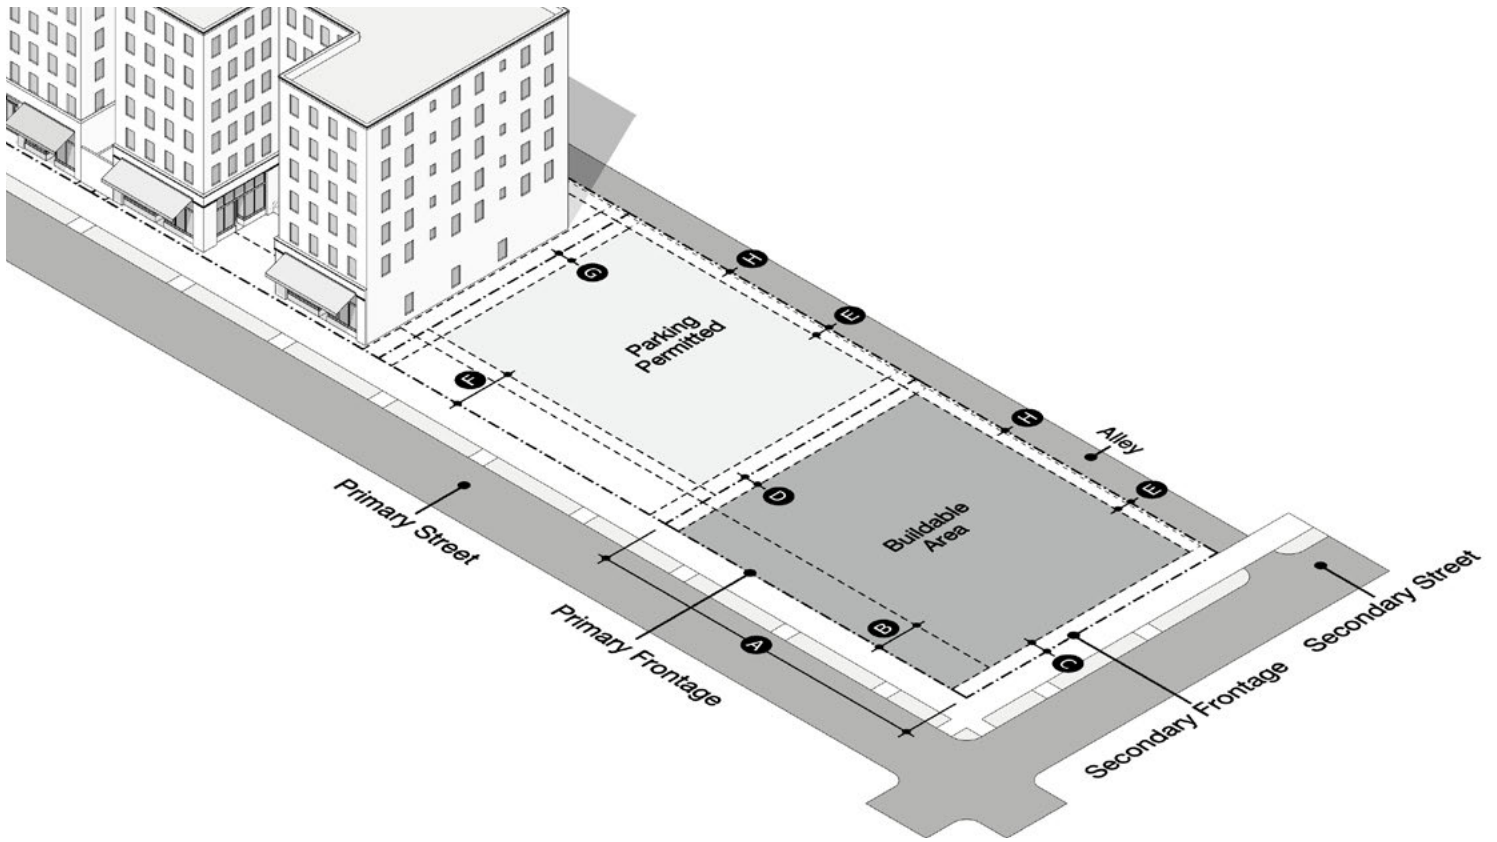 H
G
E
Parking
Permitted
F
H
Alley
E
D
Primary Street
Buildable
Area
Secondary Street
Primary Frontage
B
A
C
Secondary Frontage